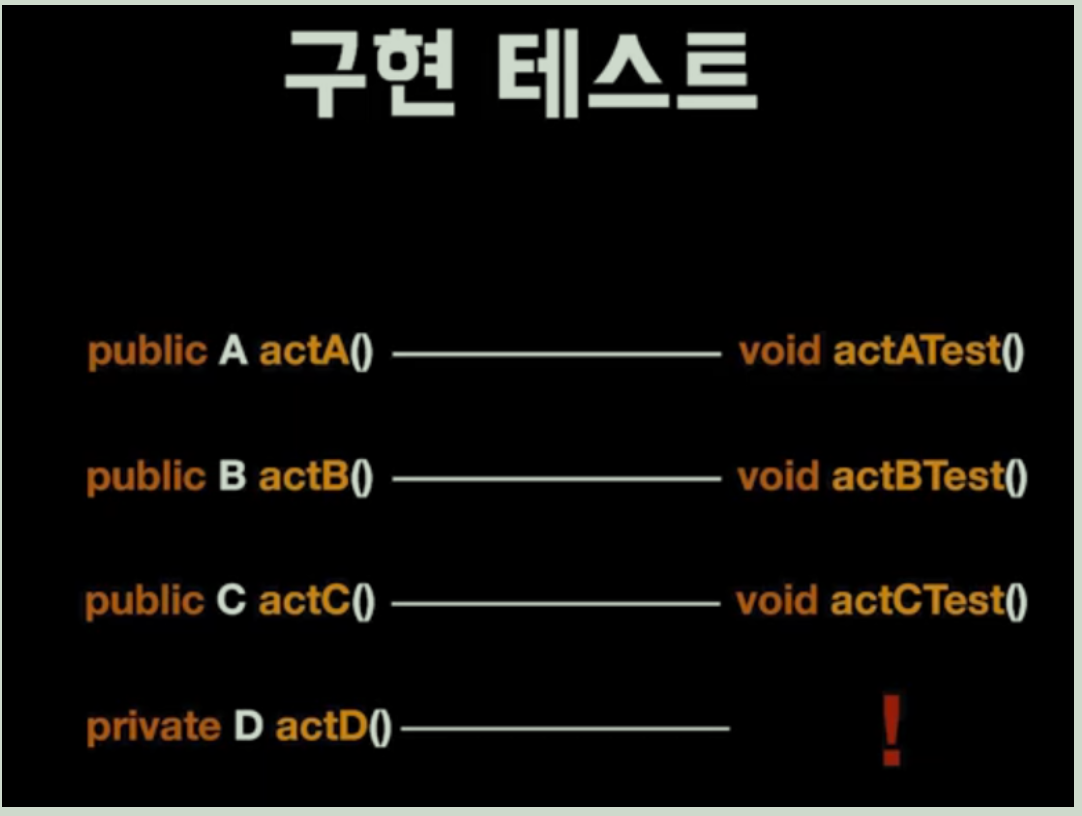 구현 테스트
public A actA() void actATest()
public B actB() void actBTest()
public C actC() void actCTest()
private D actD() !